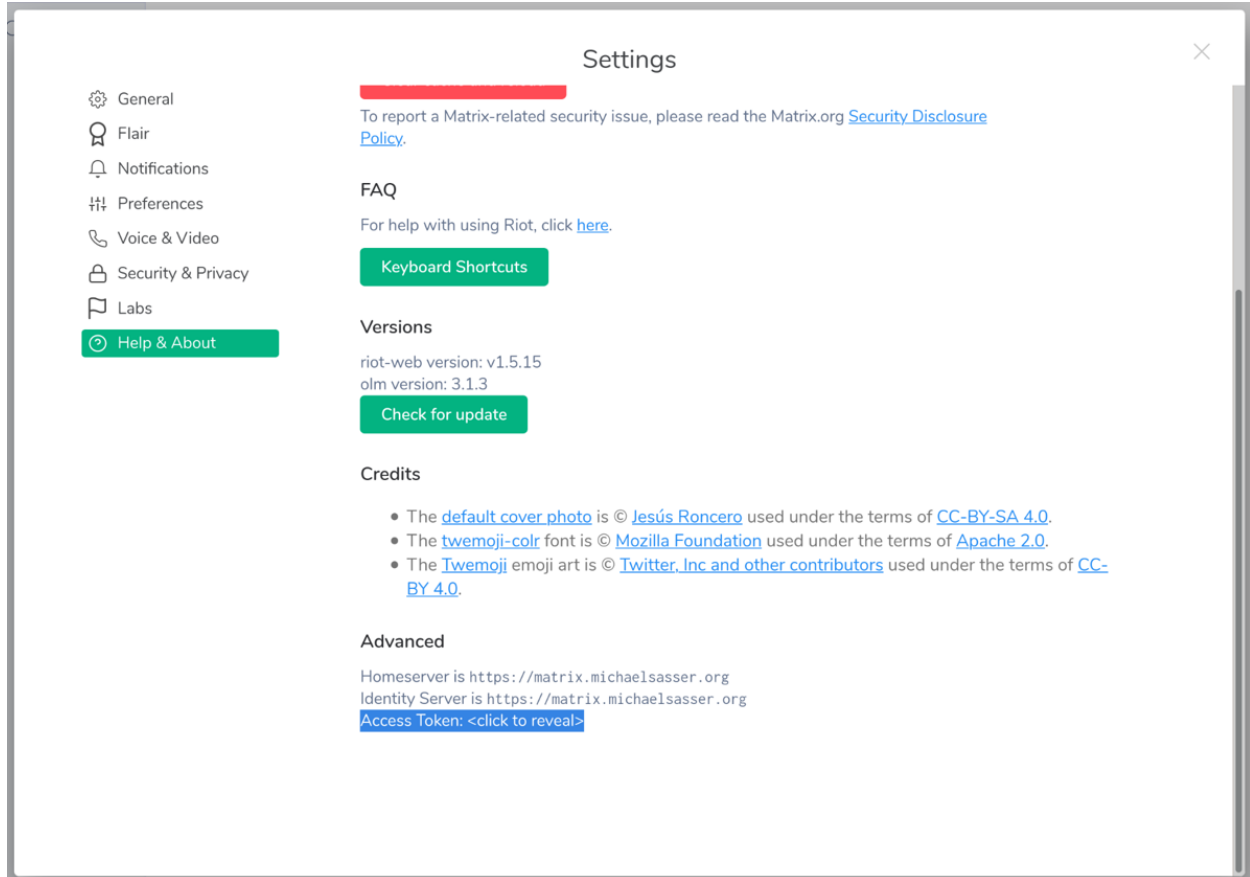 Settings
General
Flair
Notifications
Preferences
Voice & Video
Security & Privacy
Labs
Help & About
To report a Matrix-related security issue, please read the Matrix.org Security Disclosure
Policy.
FAQ
For help with using Riot, click here.
Keyboard Shortcuts
Versions
riot-web version: v1.5.15
olm version: 3.1.3
Check for update
Credits
• The default cover photo is © Jesús Roncero used under the terms of CC-BY-SA 4.0.
• The twemoji-colr font is © Mozilla Foundation used under the terms of Apache 2.0.
• The Twemoji emoji art is © Twitter, Inc and other contributors used under the terms of CC-
BY 4.0.
Advanced
Homeserver is https://matrix.michaelsasser.org
Identity Server is https://matrix.michaelsasser.org
Access Token: <click to reveal>